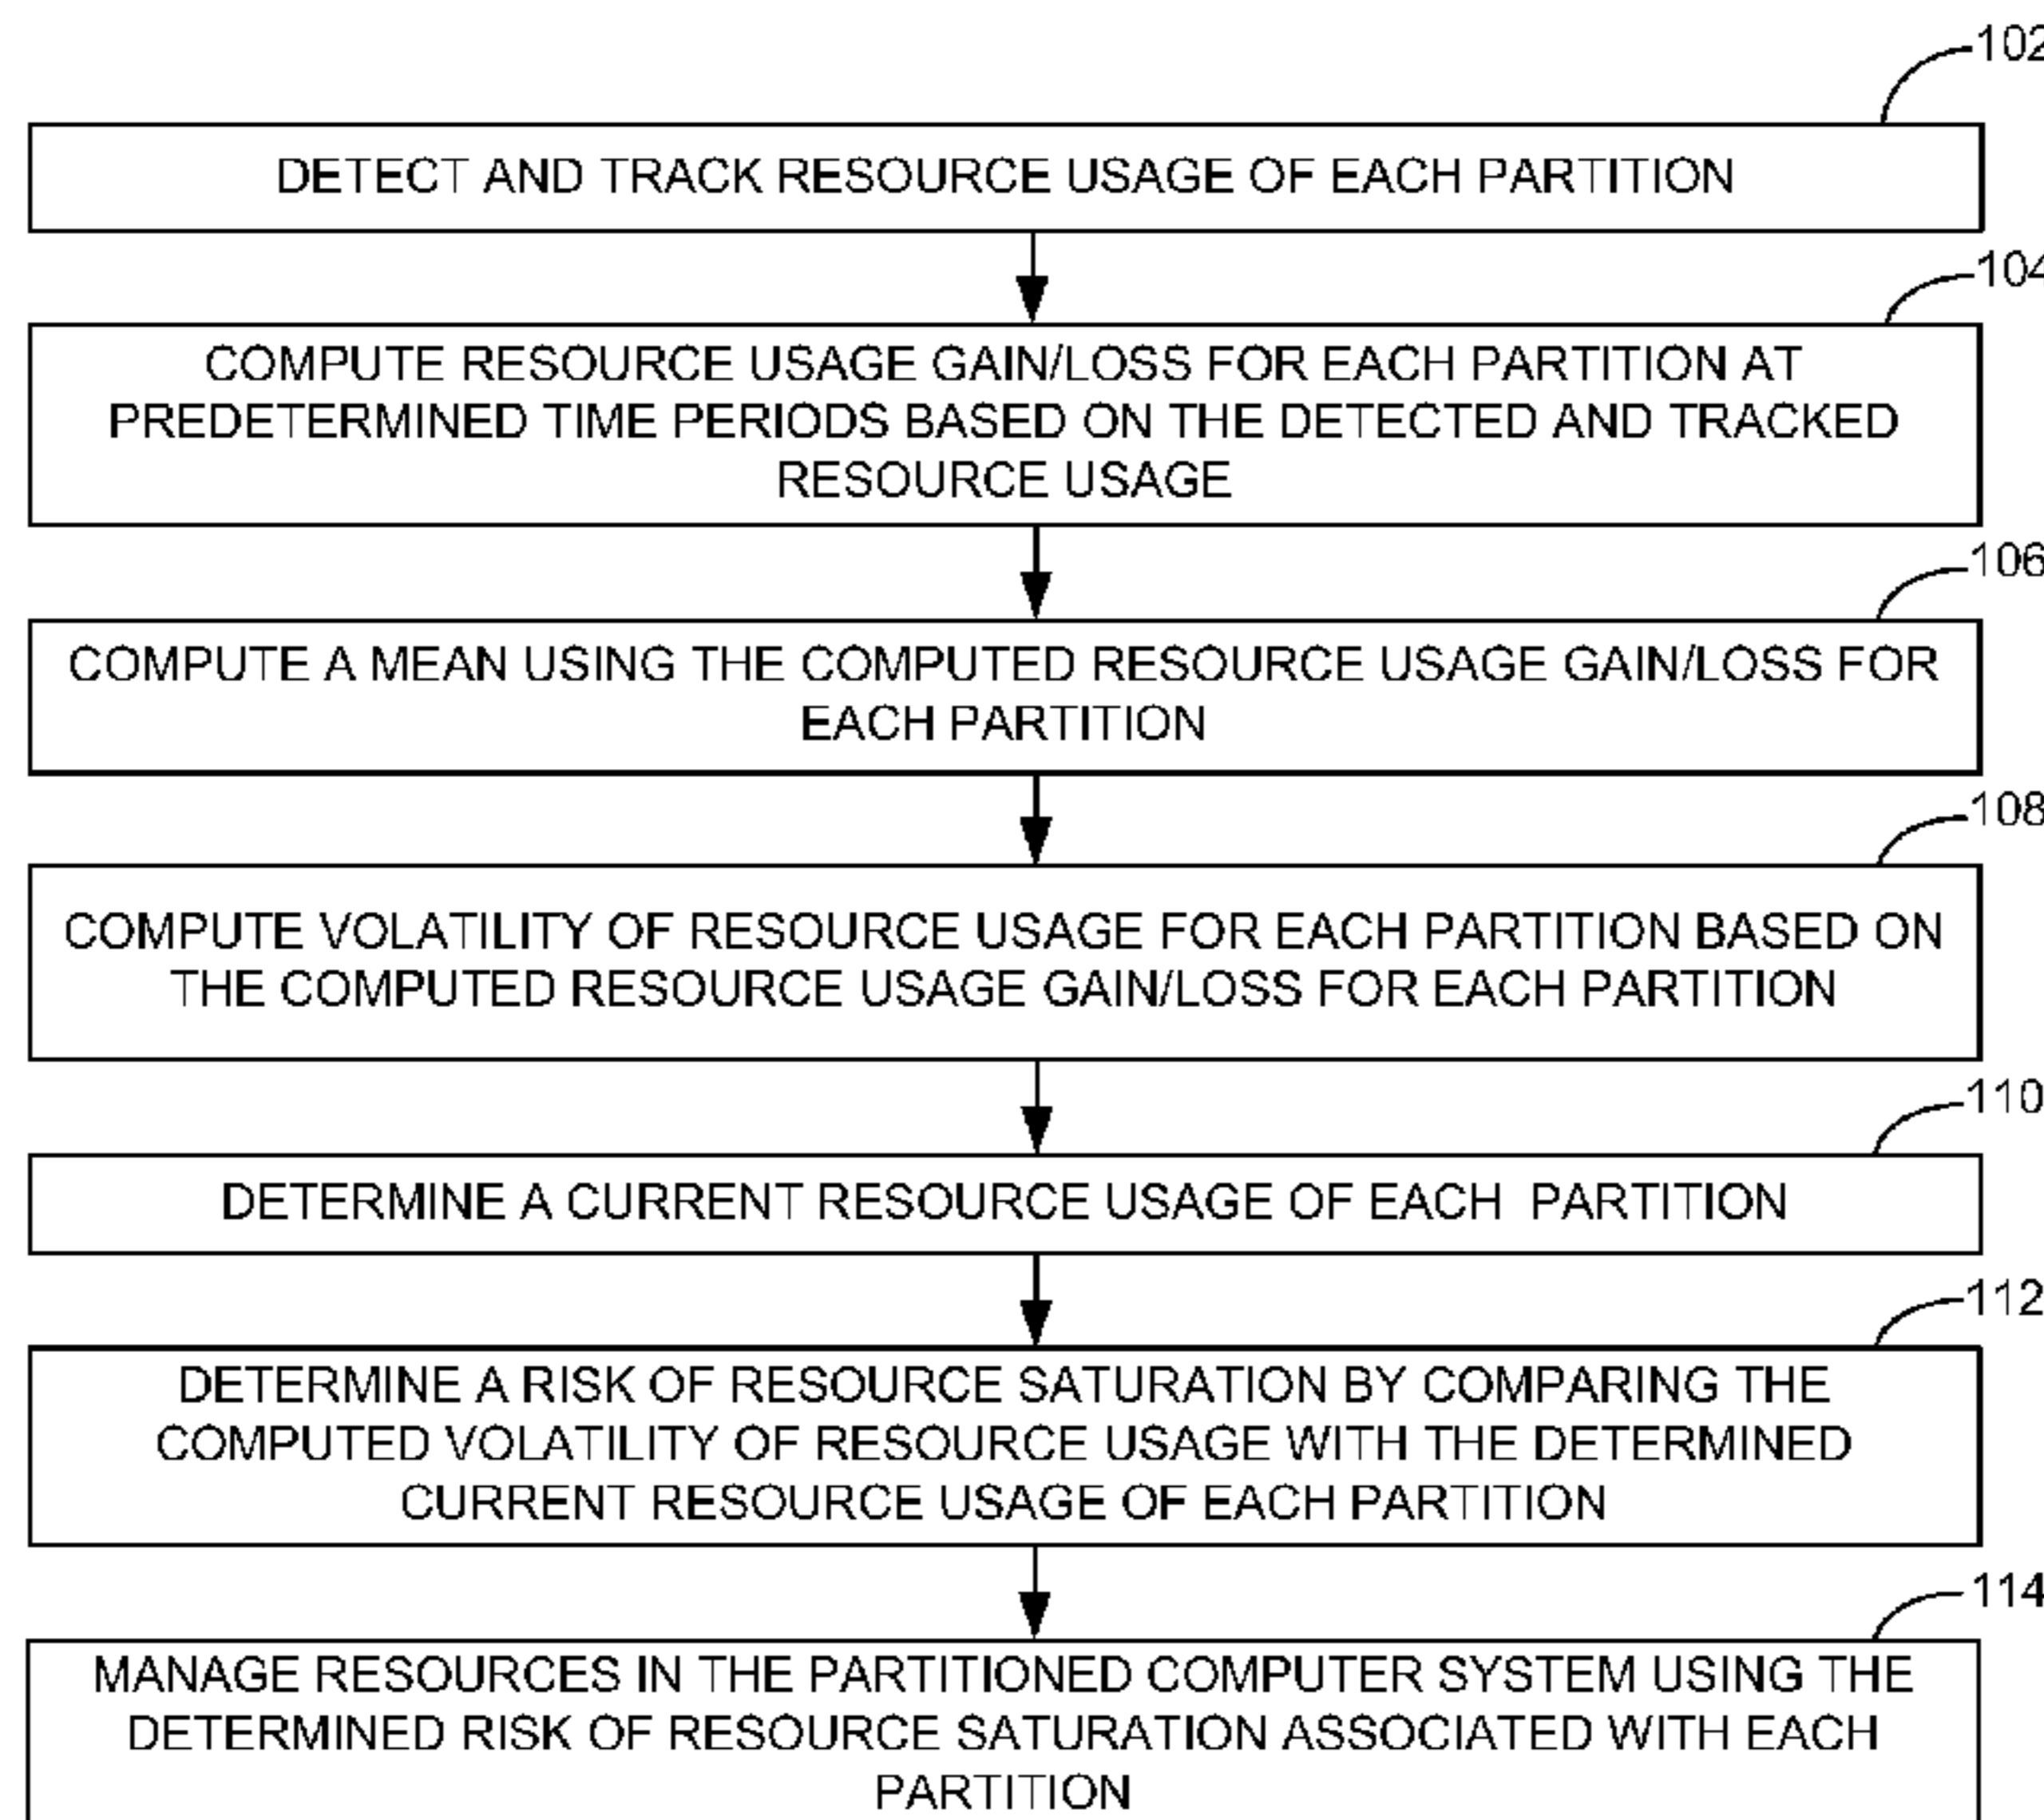 102
DETECT AND TRACK RESOURCE USAGE OF EACH PARTITION
104
COMPUTE RESOURCE USAGE GAIN/LOSS FOR EACH PARTITION AT
PREDETERMINED TIME PERIODS BASED ON THE DETECTED AND TRACKED
RESOURCE USAGE
106
COMPUTE A MEAN USING THE COMPUTED RESOURCE USAGE GAIN/LOSS FOR
EACH PARTITION
108
COMPUTE VOLATILITY OF RESOURCE USAGE FOR EACH PARTITION BASED ON
THE COMPUTED RESOURCE USAGE GAIN/LOSS FOR EACH PARTITION
110
DETERMINE A CURRENT RESOURCE USAGE OF EACH PARTITION
112
DETERMINE A RISK OF RESOURCE SATURATION BY COMPARING THE
COMPUTED VOLATILITY OF RESOURCE USAGE WITH THE DETERMINED
CURRENT RESOURCE USAGE OF EACH PARTITION
114
MANAGE RESOURCES IN THE PARTITIONED COMPUTER SYSTEM USING THE
DETERMINED RISK OF RESOURCE SATURATION ASSOCIATED WITH EACH
PARTITION